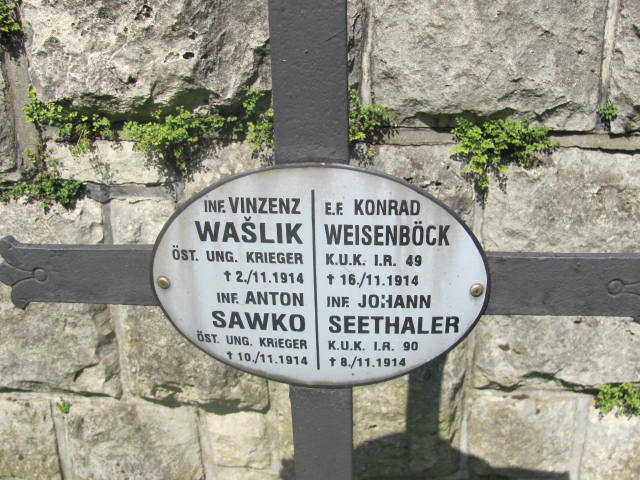 INF. VINZENZ
WAŠLIK
ÖST. UNG. KRIEGER
† 2./11.1914
INF. ANTON
SAWKO
ÖST. UNG. KRIEGER
† 10./11.1914
E.F. KONRAD
WEISENBÖCK
K.U.K. I.R. 49
† 16./11.1914
INF. JOHANN
SEETHALER
K.U.K. I.R. 90
† 8./11.1914